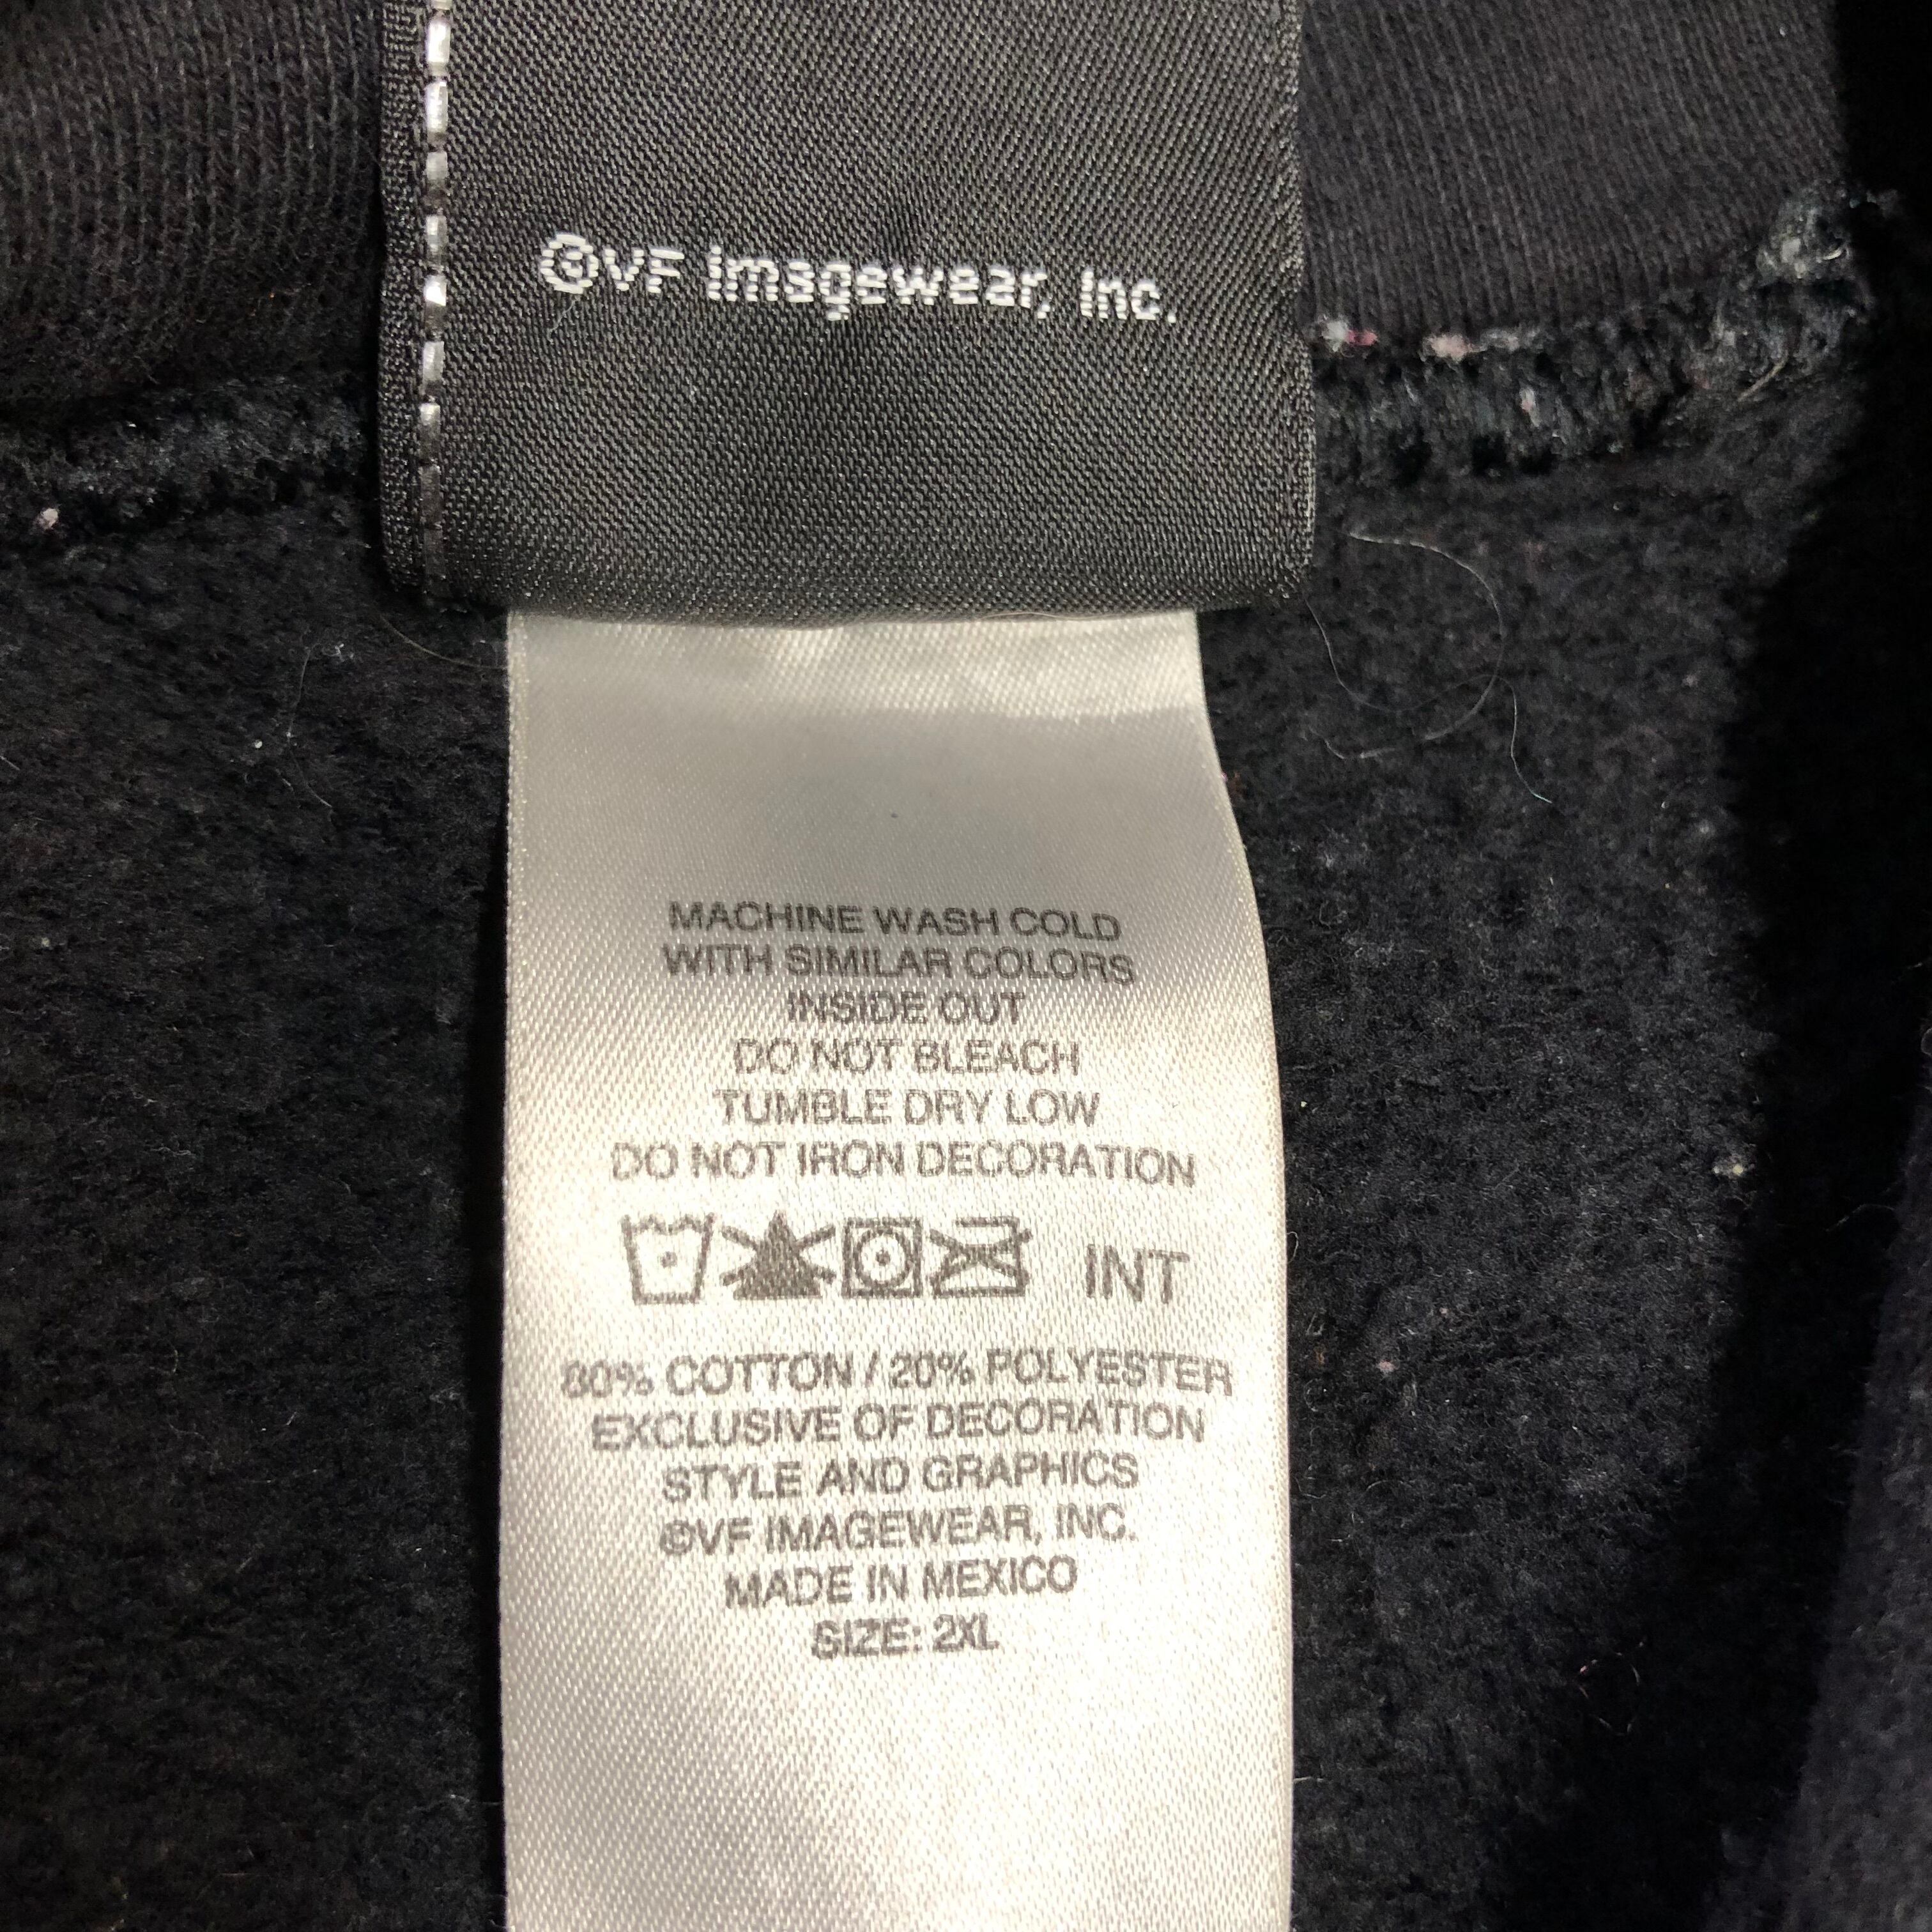 ©VF Imagewear, Inc.
MACHINE WASH COLD
WITH SIMILAR COLORS
INSIDE OUT
DO NOT BLEACH
TUMBLE DRY LOW
DO NOT IRON DECORATION
INT
80% COTTON / 20% POLYESTER
EXCLUSIVE OF DECORATION
STYLE AND GRAPHICS
©VF IMAGEWEAR, INC.
MADE IN MEXICO
SIZE: 2XL